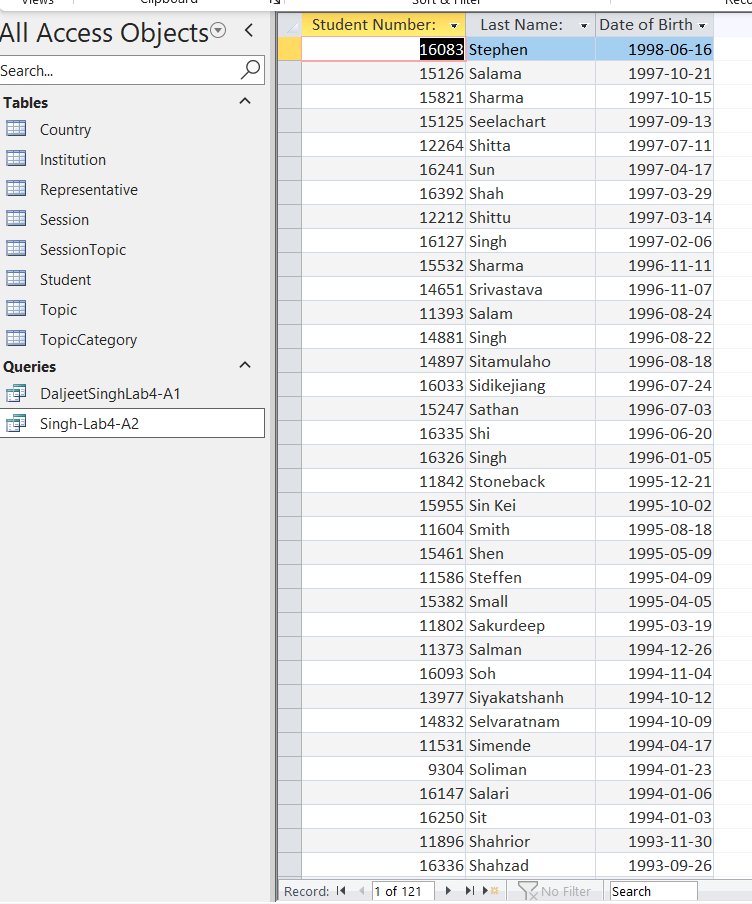 Views Clipboard Sort & Filter
All Access Objects
Search...
Tables
Country
Institution
Representative
Session
SessionTopic
Student
Topic
TopicCategory
Queries
DaljeetSinghLab4-A1
Singh-Lab4-A2
Student Number: Last Name: Date of Birth
16083 Stephen 1998-06-16
15126 Salama 1997-10-21
15821 Sharma 1997-10-15
15125 Seelachart 1997-09-13
12264 Shitta 1997-07-11
16241 Sun 1997-04-17
16392 Shah 1997-03-29
12212 Shittu 1997-03-14
16127 Singh 1997-02-06
15532 Sharma 1996-11-11
14651 Srivastava 1996-11-07
11393 Salam 1996-08-24
14881 Singh 1996-08-22
14897 Sitamulaho 1996-08-18
16033 Sidikejiang 1996-07-24
15247 Sathan 1996-07-03
16335 Shi 1996-06-20
16326 Singh 1996-01-05
11842 Stoneback 1995-12-21
15955 Sin Kei 1995-10-02
11604 Smith 1995-08-18
15461 Shen 1995-05-09
11586 Steffen 1995-04-09
15382 Small 1995-04-05
11802 Sakurdeep 1995-03-19
11373 Salman 1994-12-26
16093 Soh 1994-11-04
13977 Siyakatshanh 1994-10-12
14832 Selvaratnam 1994-10-09
11531 Simende 1994-04-17
9304 Soliman 1994-01-23
16147 Salari 1994-01-06
16250 Sit 1994-01-03
11896 Shahrior 1993-11-30
16336 Shahzad 1993-09-26
Record: 1 of 121 No Filter Search